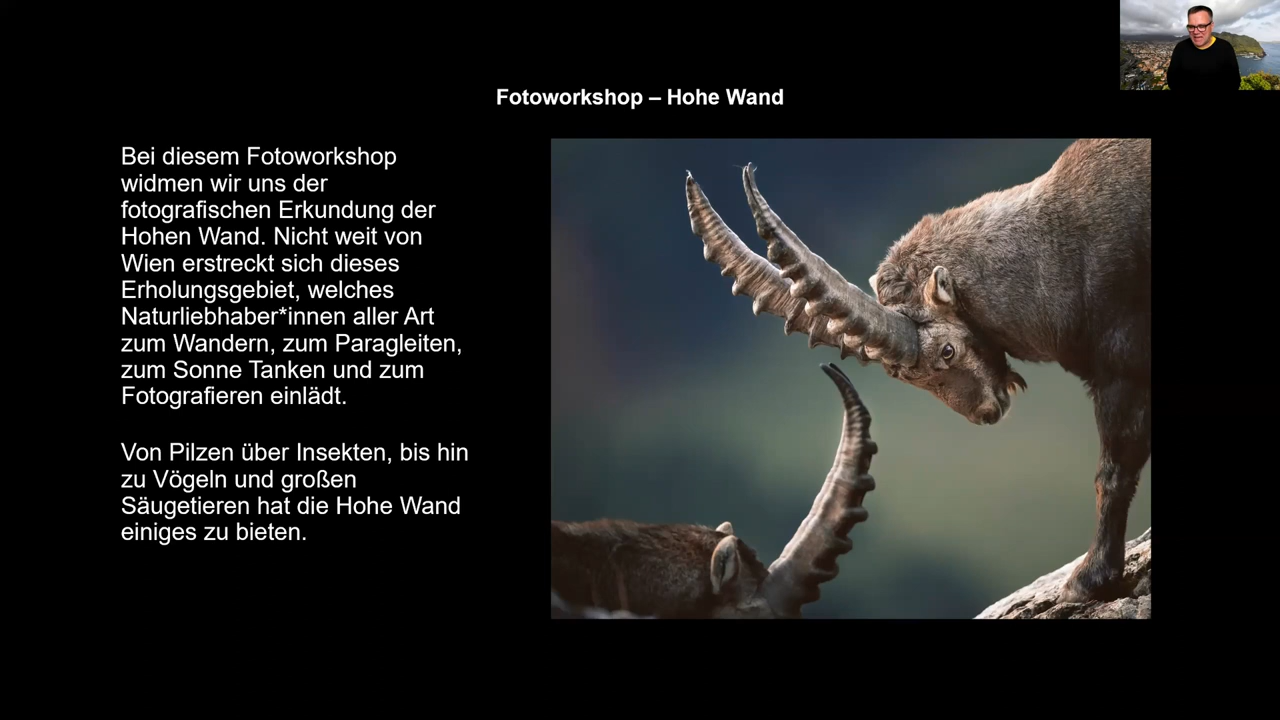 Fotoworkshop – Hohe Wand
Bei diesem Fotoworkshop
widmen wir uns der
fotografischen Erkundung der
Hohen Wand. Nicht weit von
Wien erstreckt sich dieses
Erholungsgebiet, welches
Naturliebhaber*innen aller Art
zum Wandern, zum Paragleiten,
zum Sonne Tanken und zum
Fotografieren einlädt.
Von Pilzen über Insekten, bis hin
zu Vögeln und großen
Säugetieren hat die Hohe Wand
einiges zu bieten.